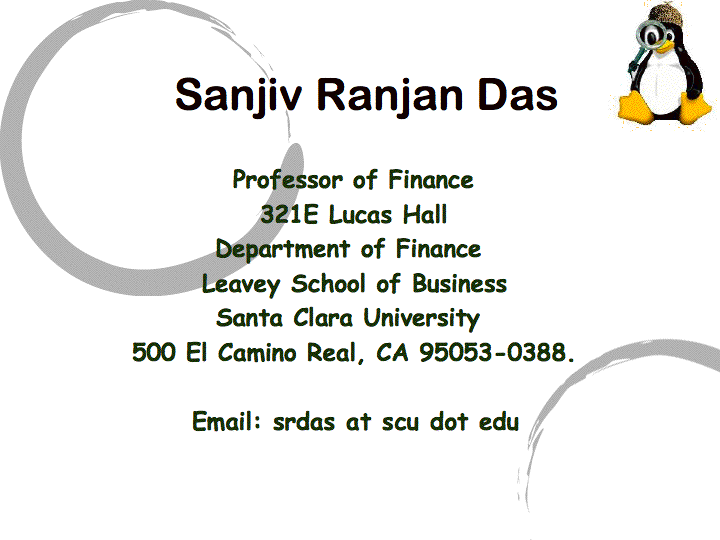 Sanjiv Ranjan Das
Professor of Finance
321E Lucas Hall
Department of Finance
Leavey School of Business
Santa Clara University
500 El Camino Real, CA 95053-0388.
Email: srdas at scu dot edu